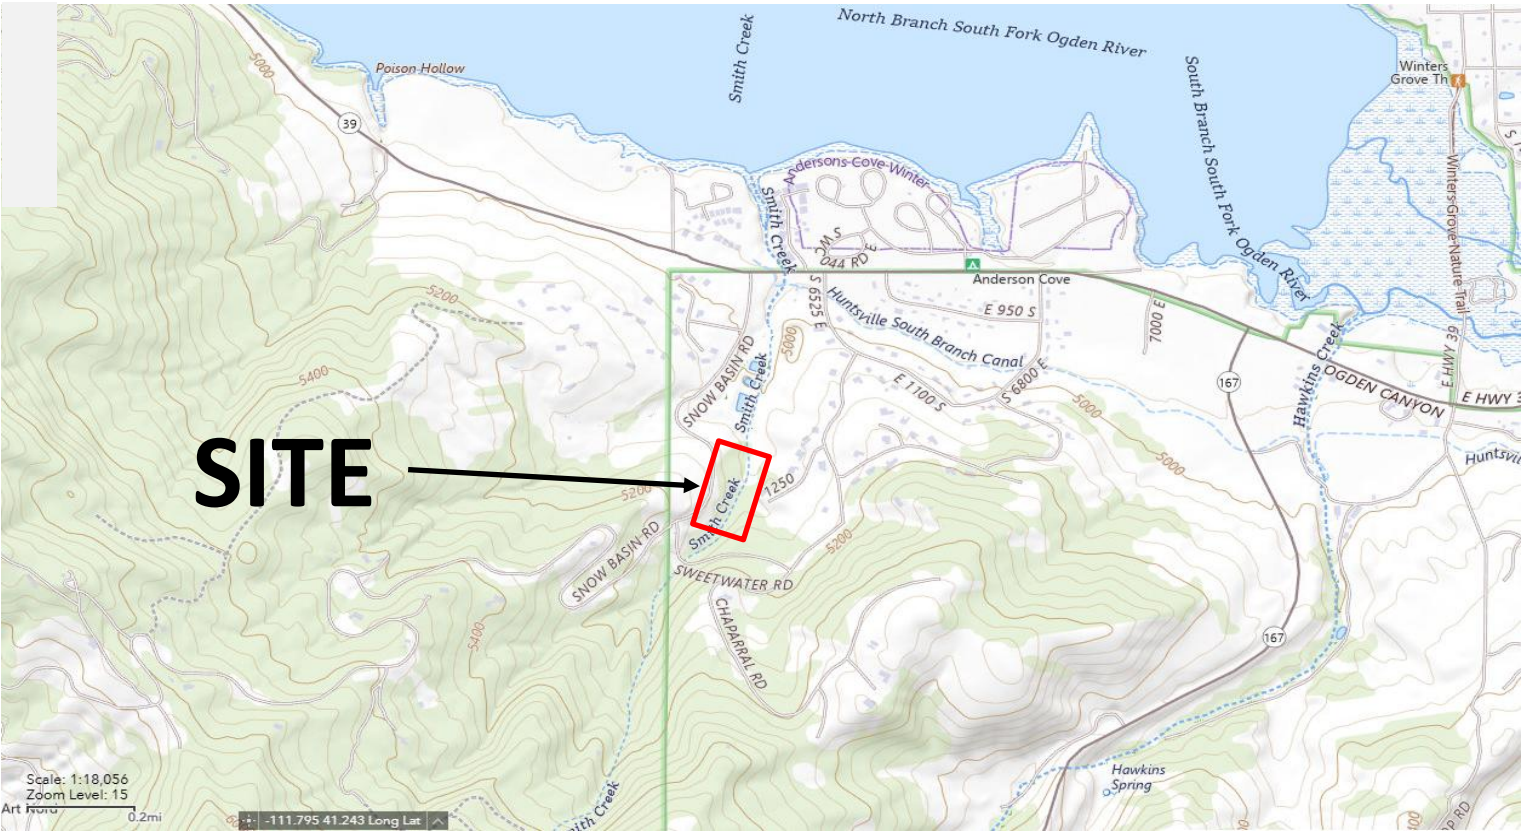 North Branch South Fork Ogden River
Smith Creek
South Branch South Fork Ogden River
Winters
Grove Th
5000
Poison Hollow
39
Andersons-Cove-Winter
Smith Creek
Winters-Grove-Nature-Trail
044 RD E
Anderson Cove
5200
S 6525 E
Huntsville South Branch Canal
E 950 S
7000 E
E HWY 39
5000
SNOW BASIN RD
Smith Creek
5400
E 1100 S
S 6800 E
167
Hawkins Creek
OGDEN CANYON
E HWY 3
5000
5000
SITE
5200
Smith Creek
1250
5200
SNOW BASIN RD
SWEETWATER RD
CHAPARRAL RD
5400
167
Hawkins
Spring
Scale: 1:18,056
Zoom Level: 15
0.2mi
-111.795 41.243 Long Lat